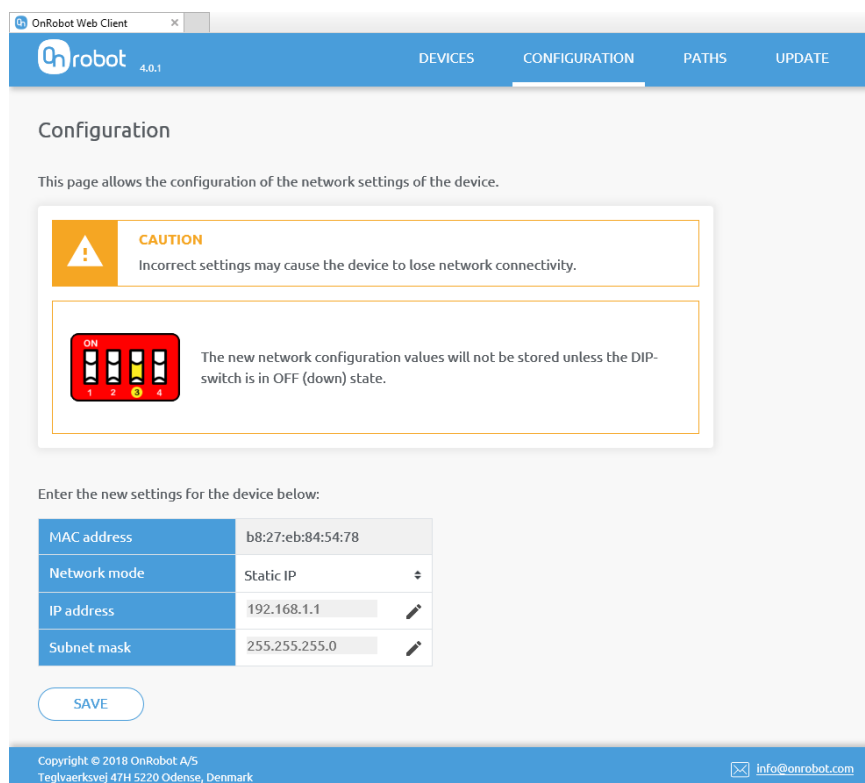 OnRobot Web Client
On robot 4.0.1
DEVICES CONFIGURATION PATHS UPDATE
Configuration
This page allows the configuration of the network settings of the device.
CAUTION
Incorrect settings may cause the device to lose network connectivity.
ON
1 2 3 4
The new network configuration values will not be stored unless the DIP-
switch is in OFF (down) state.
Enter the new settings for the device below:
MAC address b8:27:eb:84:54:78
Network mode Static IP
IP address 192.168.1.1
Subnet mask 255.255.255.0
SAVE
Copyright © 2018 OnRobot A/S
Teglvaerksvej 47H 5220 Odense, Denmark
info@onrobot.com